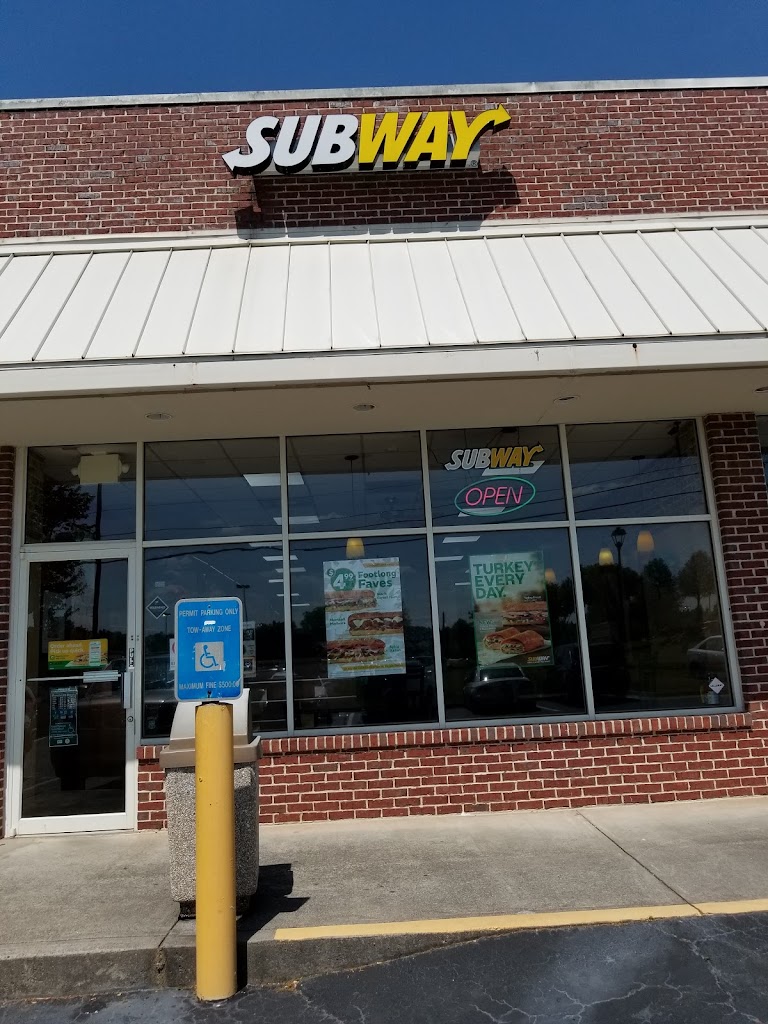 SUBWAY
SUBWAY
OPEN
$4.99 Footlong
Faves
TURKEY
EVERY
DAY.
PERMIT PARKING ONLY
TOW-AWAY ZONE
MAXIMUM FINE $500.00
SUBWAY